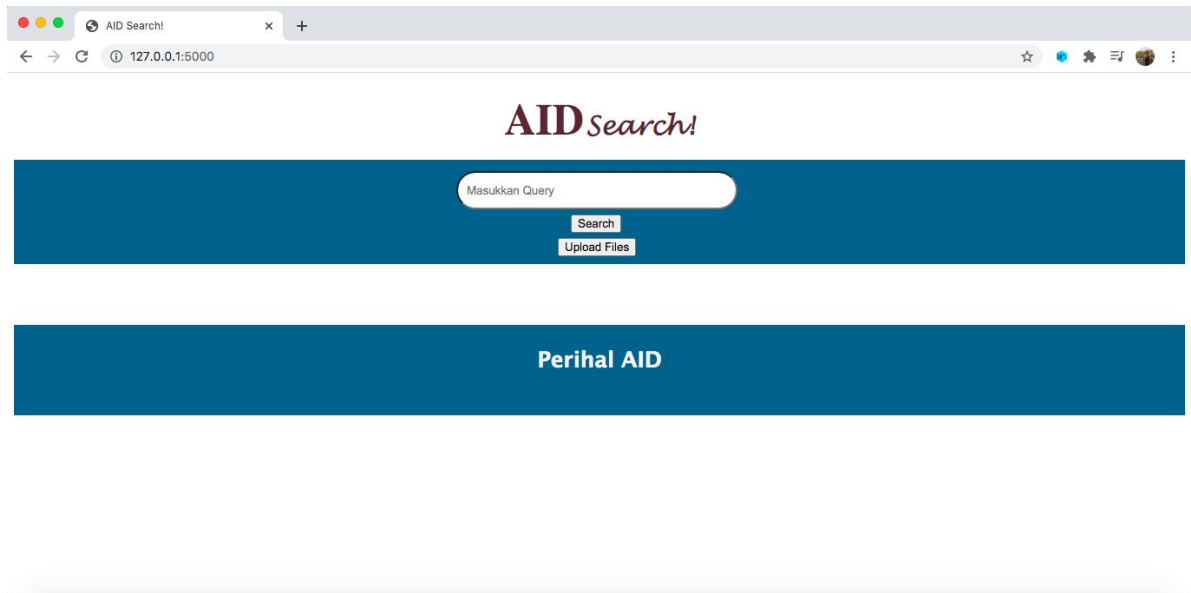 AID Search!
127.0.0.1:5000
AID Search!
Masukkan Query
Search
Upload Files
Perihal AID